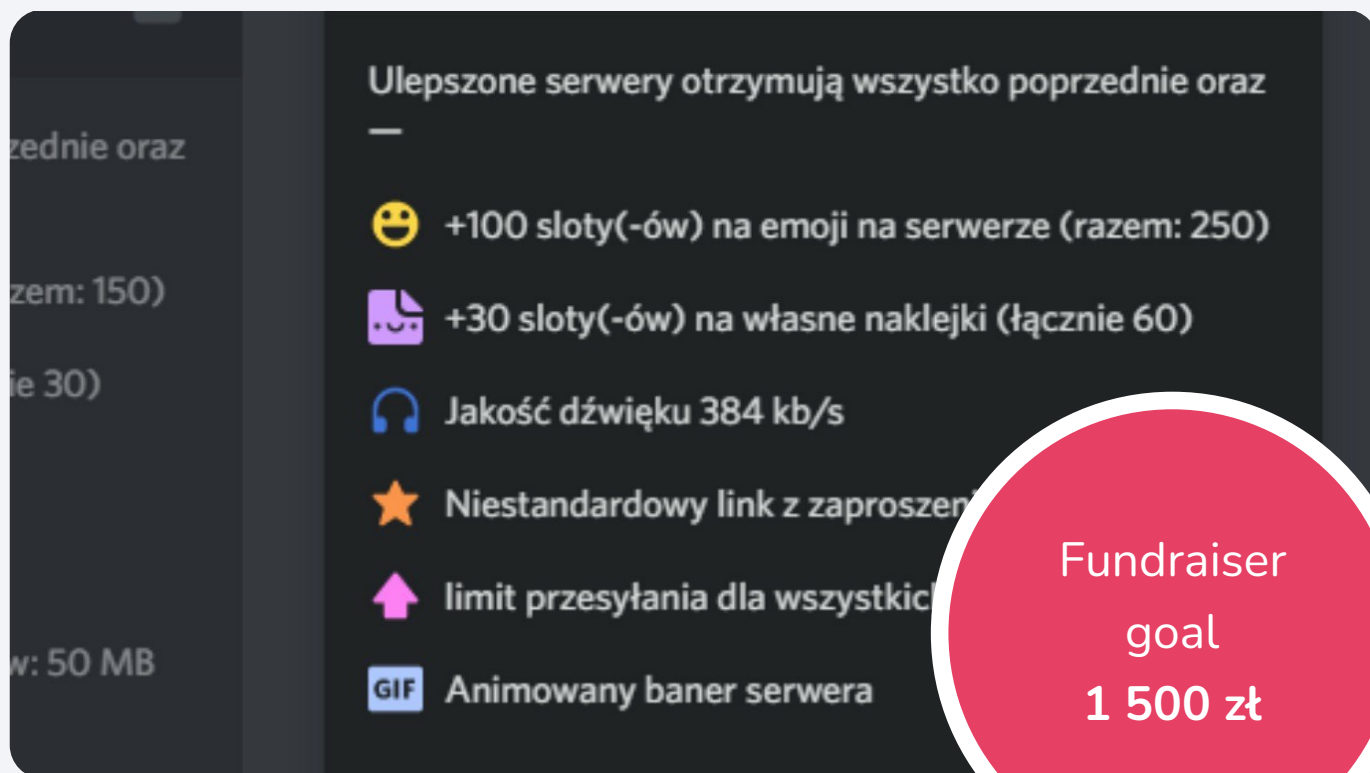 zednie oraz
zem: 150)
ie 30)
w: 50 MB
Ulepszone serwery otrzymują wszystko poprzednie oraz
—
+100 sloty(-ów) na emoji na serwerze (razem: 250)
+30 sloty(-ów) na własne naklejki (łącznie 60)
Jakość dźwięku 384 kb/s
Niestandardowy link z zaproszeni
limit przesyłania dla wszystkic
GIF Animowany baner serwera
Fundraiser
goal
1 500 zł